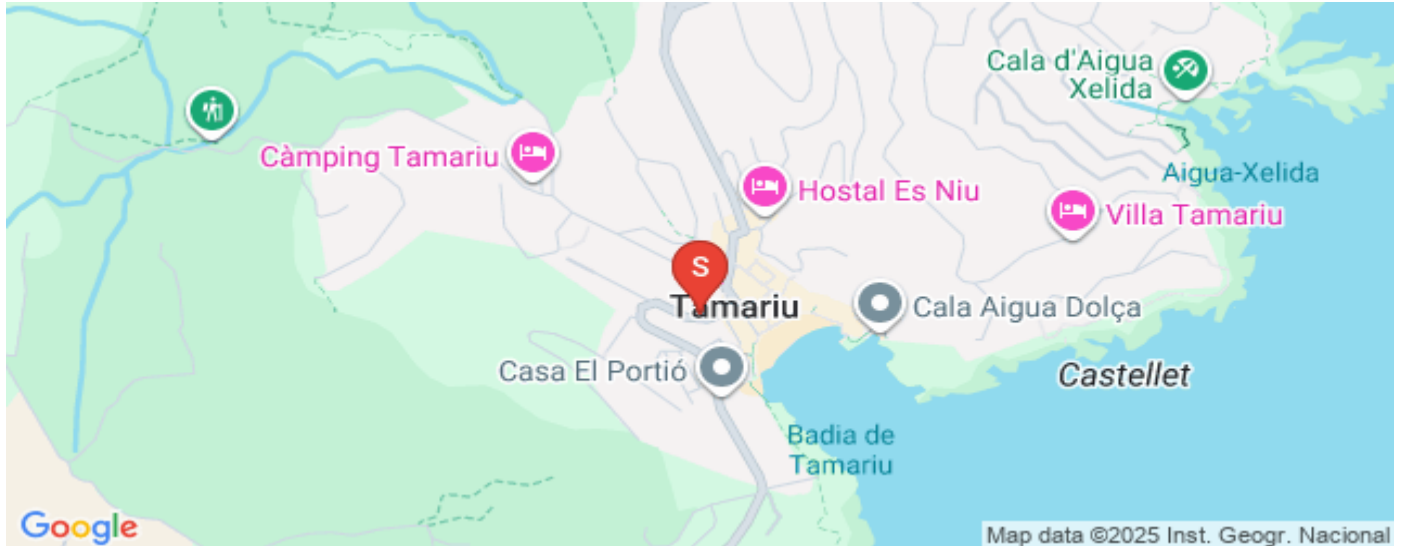 Cala d'Aigua
Xelida
Càmping Tamariu
Aigua-Xelida
Hostal Es Niu
Villa Tamariu
S
Tamariu
Cala Aigua Dolça
Casa El Portió
Castellet
Badia de
Tamariu
Google
Map data ©2025 Inst. Geogr. Nacional